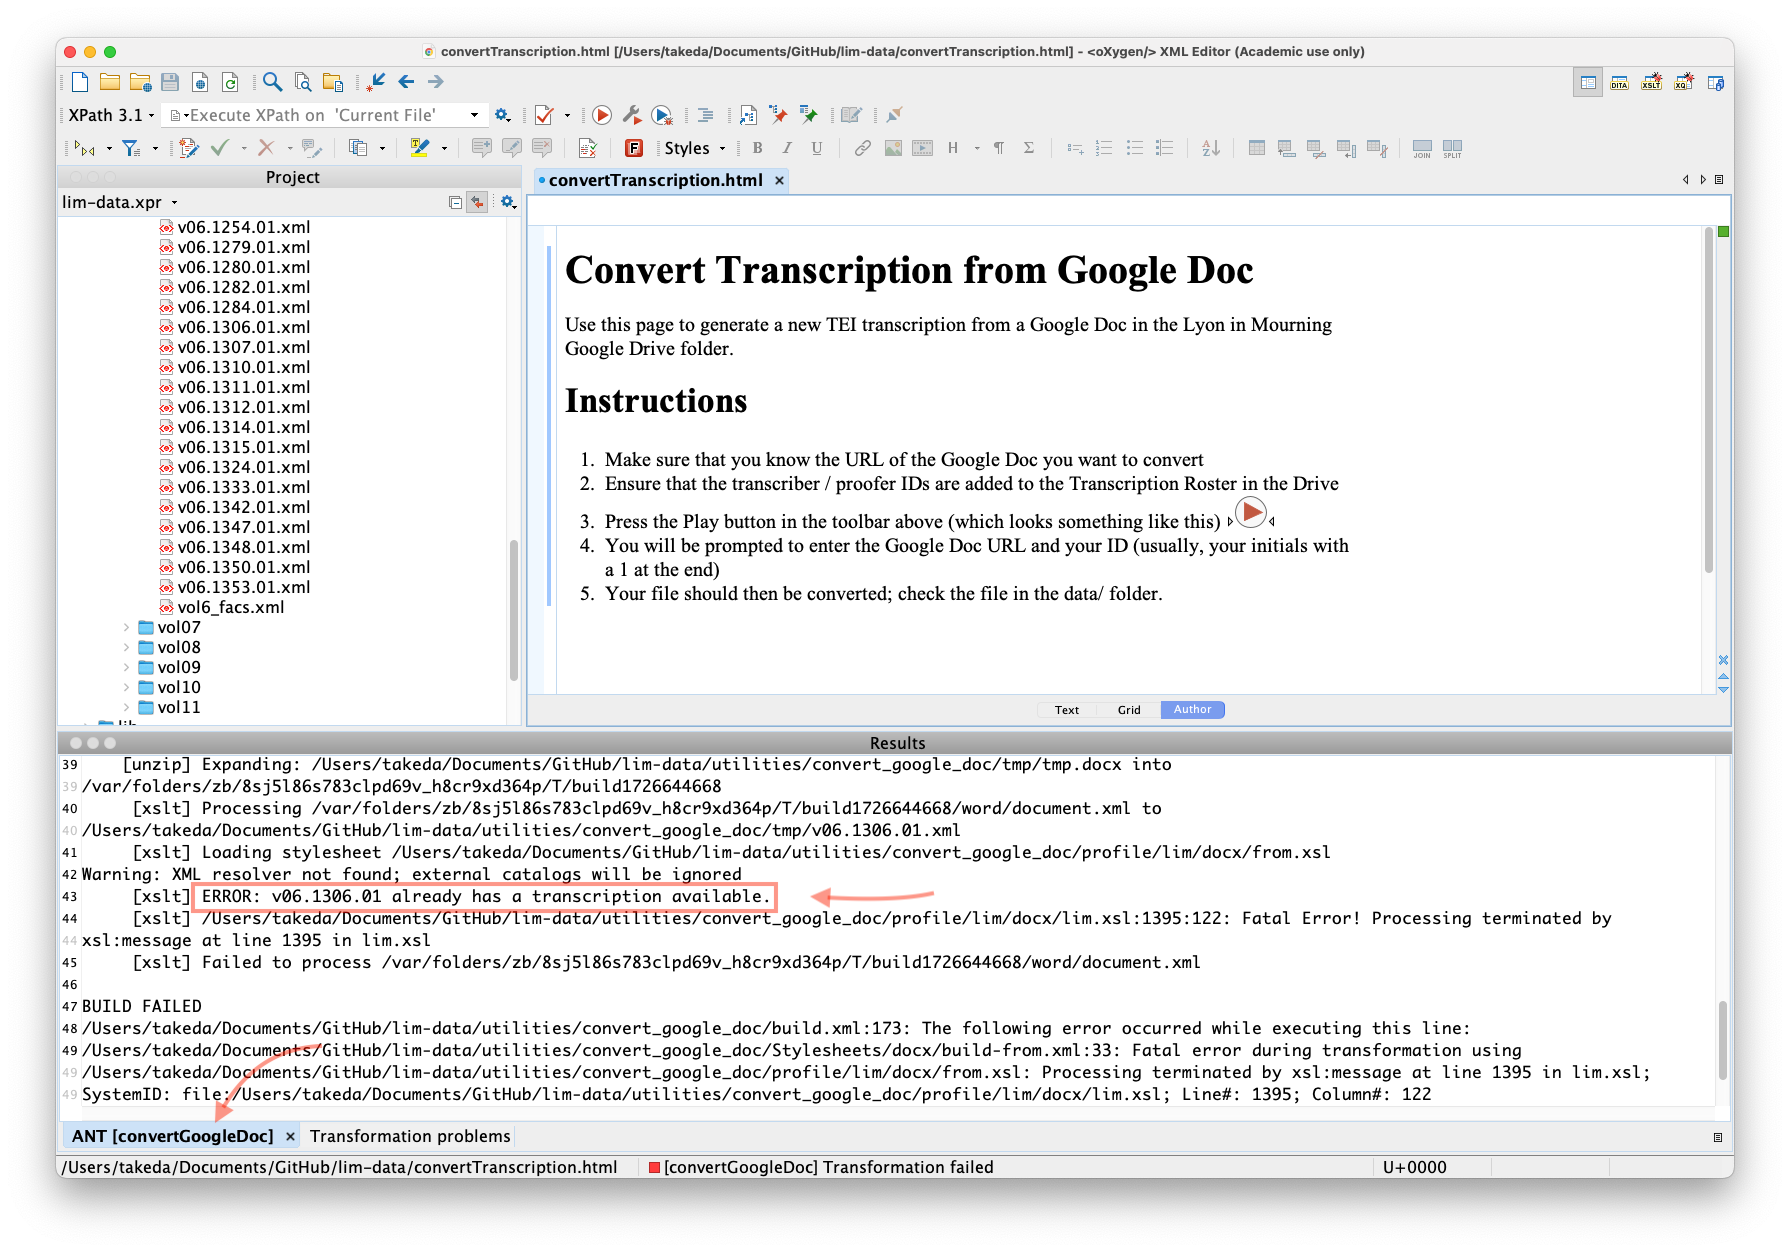 convertTranscription.html [/Users/takeda/Documents/GitHub/lim-data/convertTranscription.html] - <oXygen/> XML Editor (Academic use only)
DITA
XSLT
XQ
XPath 3.1
Execute XPath on 'Current File'
T
F
Styles
B
I
U
H
¶
Σ
JOIN
SPLIT
Project
lim-data.xpr
v06.1254.01.xml
v06.1279.01.xml
v06.1280.01.xml
v06.1282.01.xml
v06.1284.01.xml
v06.1306.01.xml
v06.1307.01.xml
v06.1310.01.xml
v06.1311.01.xml
v06.1312.01.xml
v06.1314.01.xml
v06.1315.01.xml
v06.1324.01.xml
v06.1333.01.xml
v06.1342.01.xml
v06.1347.01.xml
v06.1348.01.xml
v06.1350.01.xml
v06.1353.01.xml
vol6_facs.xml
vol07
vol08
vol09
vol10
vol11
lib
convertTranscription.html
Convert Transcription from Google Doc
Use this page to generate a new TEI transcription from a Google Doc in the Lyon in Mourning
Google Drive folder.
Instructions
1. Make sure that you know the URL of the Google Doc you want to convert
2. Ensure that the transcriber / proofer IDs are added to the Transcription Roster in the Drive
3. Press the Play button in the toolbar above (which looks something like this)
4. You will be prompted to enter the Google Doc URL and your ID (usually, your initials with
a 1 at the end)
5. Your file should then be converted; check the file in the data/ folder.
Text Grid Author
Results
39 [unzip] Expanding: /Users/takeda/Documents/GitHub/lim-data/utilities/convert_google_doc/tmp/tmp.docx into
39 /var/folders/zb/8sj5l86s783clpd69v_h8cr9xd364p/T/build1726644668
40 [xslt] Processing /var/folders/zb/8sj5l86s783clpd69v_h8cr9xd364p/T/build1726644668/word/document.xml to
40 /Users/takeda/Documents/GitHub/lim-data/utilities/convert_google_doc/tmp/v06.1306.01.xml
41 [xslt] Loading stylesheet /Users/takeda/Documents/GitHub/lim-data/utilities/convert_google_doc/profile/lim/docx/from.xsl
42 Warning: XML resolver not found; external catalogs will be ignored
43 [xslt] ERROR: v06.1306.01 already has a transcription available.
44 [xslt] /Users/takeda/Documents/GitHub/lim-data/utilities/convert_google_doc/profile/lim/docx/lim.xsl:1395:122: Fatal Error! Processing terminated by
44 xsl:message at line 1395 in lim.xsl
45 [xslt] Failed to process /var/folders/zb/8sj5l86s783clpd69v_h8cr9xd364p/T/build1726644668/word/document.xml
46
47 BUILD FAILED
48 /Users/takeda/Documents/GitHub/lim-data/utilities/convert_google_doc/build.xml:173: The following error occurred while executing this line:
49 /Users/takeda/Documents/GitHub/lim-data/utilities/convert_google_doc/Stylesheets/docx/build-from.xml:33: Fatal error during transformation using
49 /Users/takeda/Documents/GitHub/lim-data/utilities/convert_google_doc/profile/lim/docx/from.xsl: Processing terminated by xsl:message at line 1395 in lim.xsl;
49 SystemID: file:/Users/takeda/Documents/GitHub/lim-data/utilities/convert_google_doc/profile/lim/docx/lim.xsl; Line#: 1395; Column#: 122
ANT [convertGoogleDoc] Transformation problems
/Users/takeda/Documents/GitHub/lim-data/convertTranscription.html [convertGoogleDoc] Transformation failed U+0000